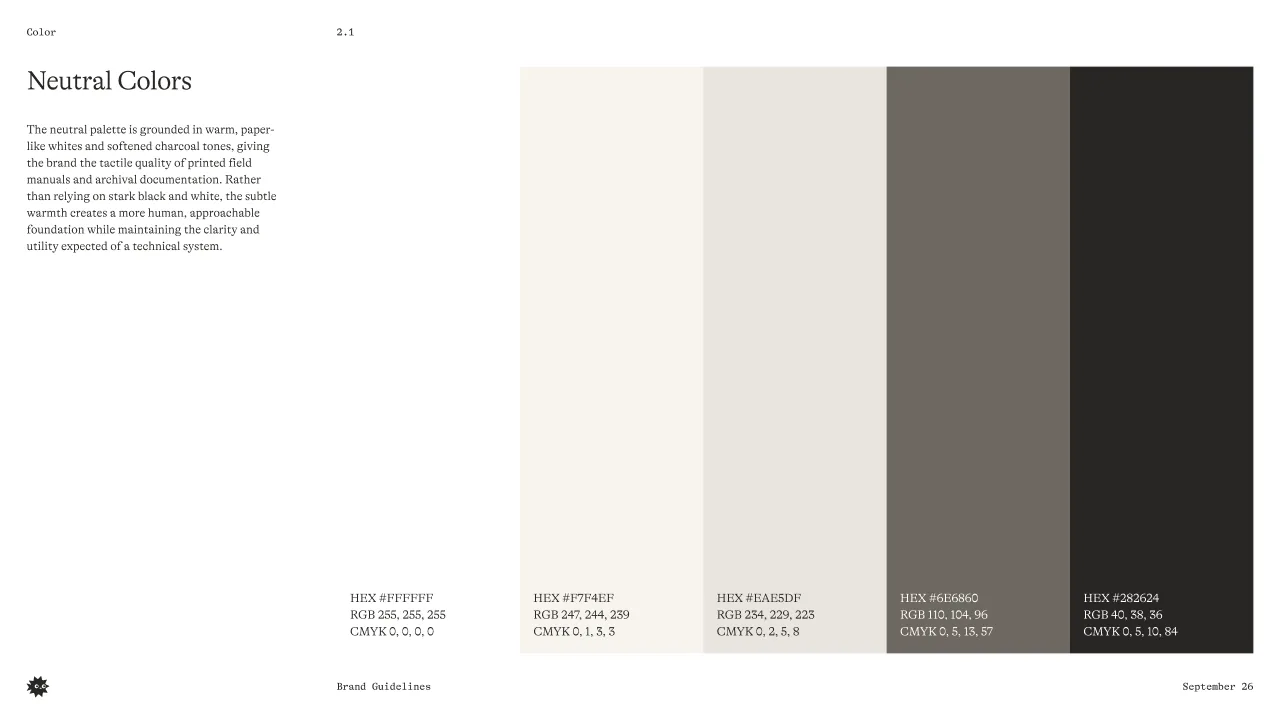 Color
2.1
Neutral Colors
The neutral palette is grounded in warm, paper-
like whites and softened charcoal tones, giving
the brand the tactile quality of printed field
manuals and archival documentation. Rather
than relying on stark black and white, the subtle
warmth creates a more human, approachable
foundation while maintaining the clarity and
utility expected of a technical system.
HEX #FFFFFF
RGB 255, 255, 255
CMYK 0, 0, 0, 0
HEX #F7F4EF
RGB 247, 244, 239
CMYK 0, 1, 3, 3
HEX #EAE5DF
RGB 234, 229, 223
CMYK 0, 2, 5, 8
HEX #6E6860
RGB 110, 104, 96
CMYK 0, 5, 13, 57
HEX #282624
RGB 40, 38, 36
CMYK 0, 5, 10, 84
Brand Guidelines
September 26